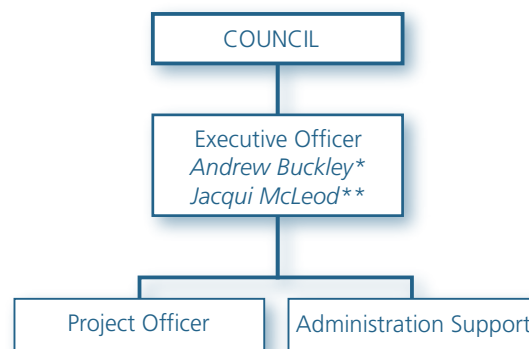 COUNCIL
Executive Officer
Andrew Buckley*
Jacqui McLeod**
Project Officer
Administration Support